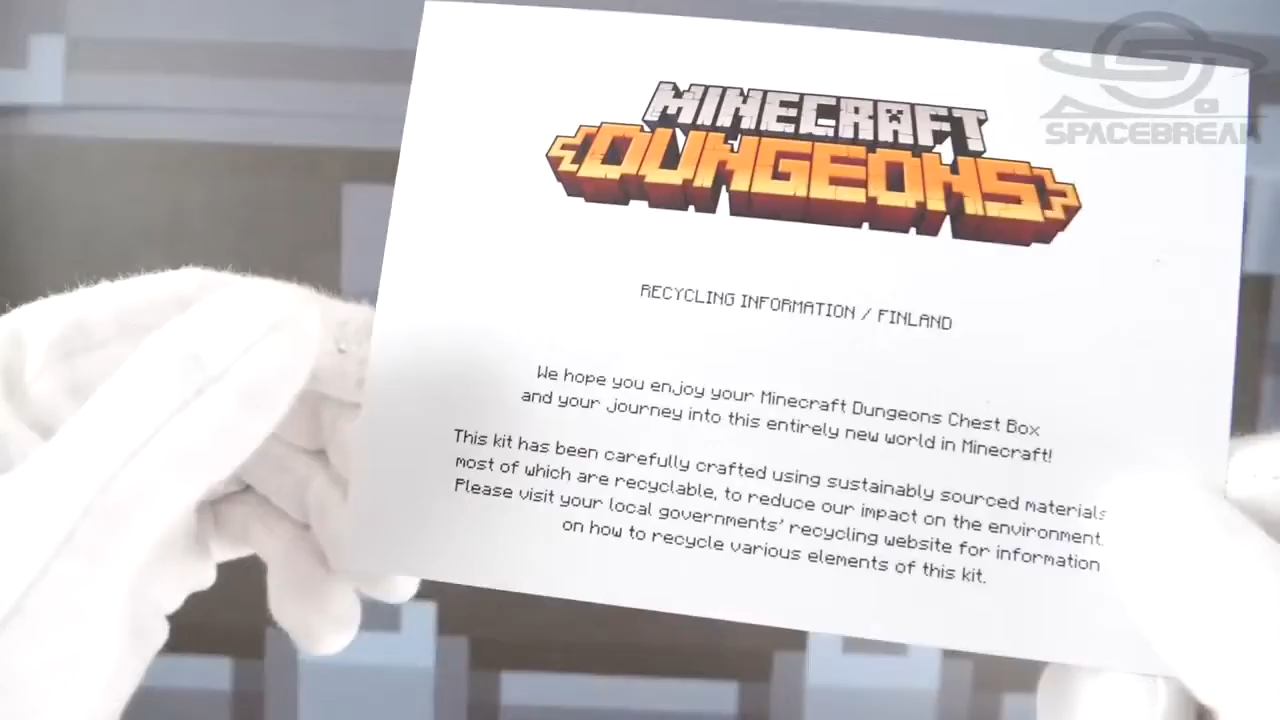 SPACEBREAK
MINECRAFT
DUNGEONS
RECYCLING INFORMATION / FINLAND
We hope you enjoy your Minecraft Dungeons Chest Box
and your journey into this entirely new world in Minecraft!
This kit has been carefully crafted using sustainably sourced materials
most of which are recyclable, to reduce our impact on the environment.
Please visit your local governments' recycling website for information
on how to recycle various elements of this kit.